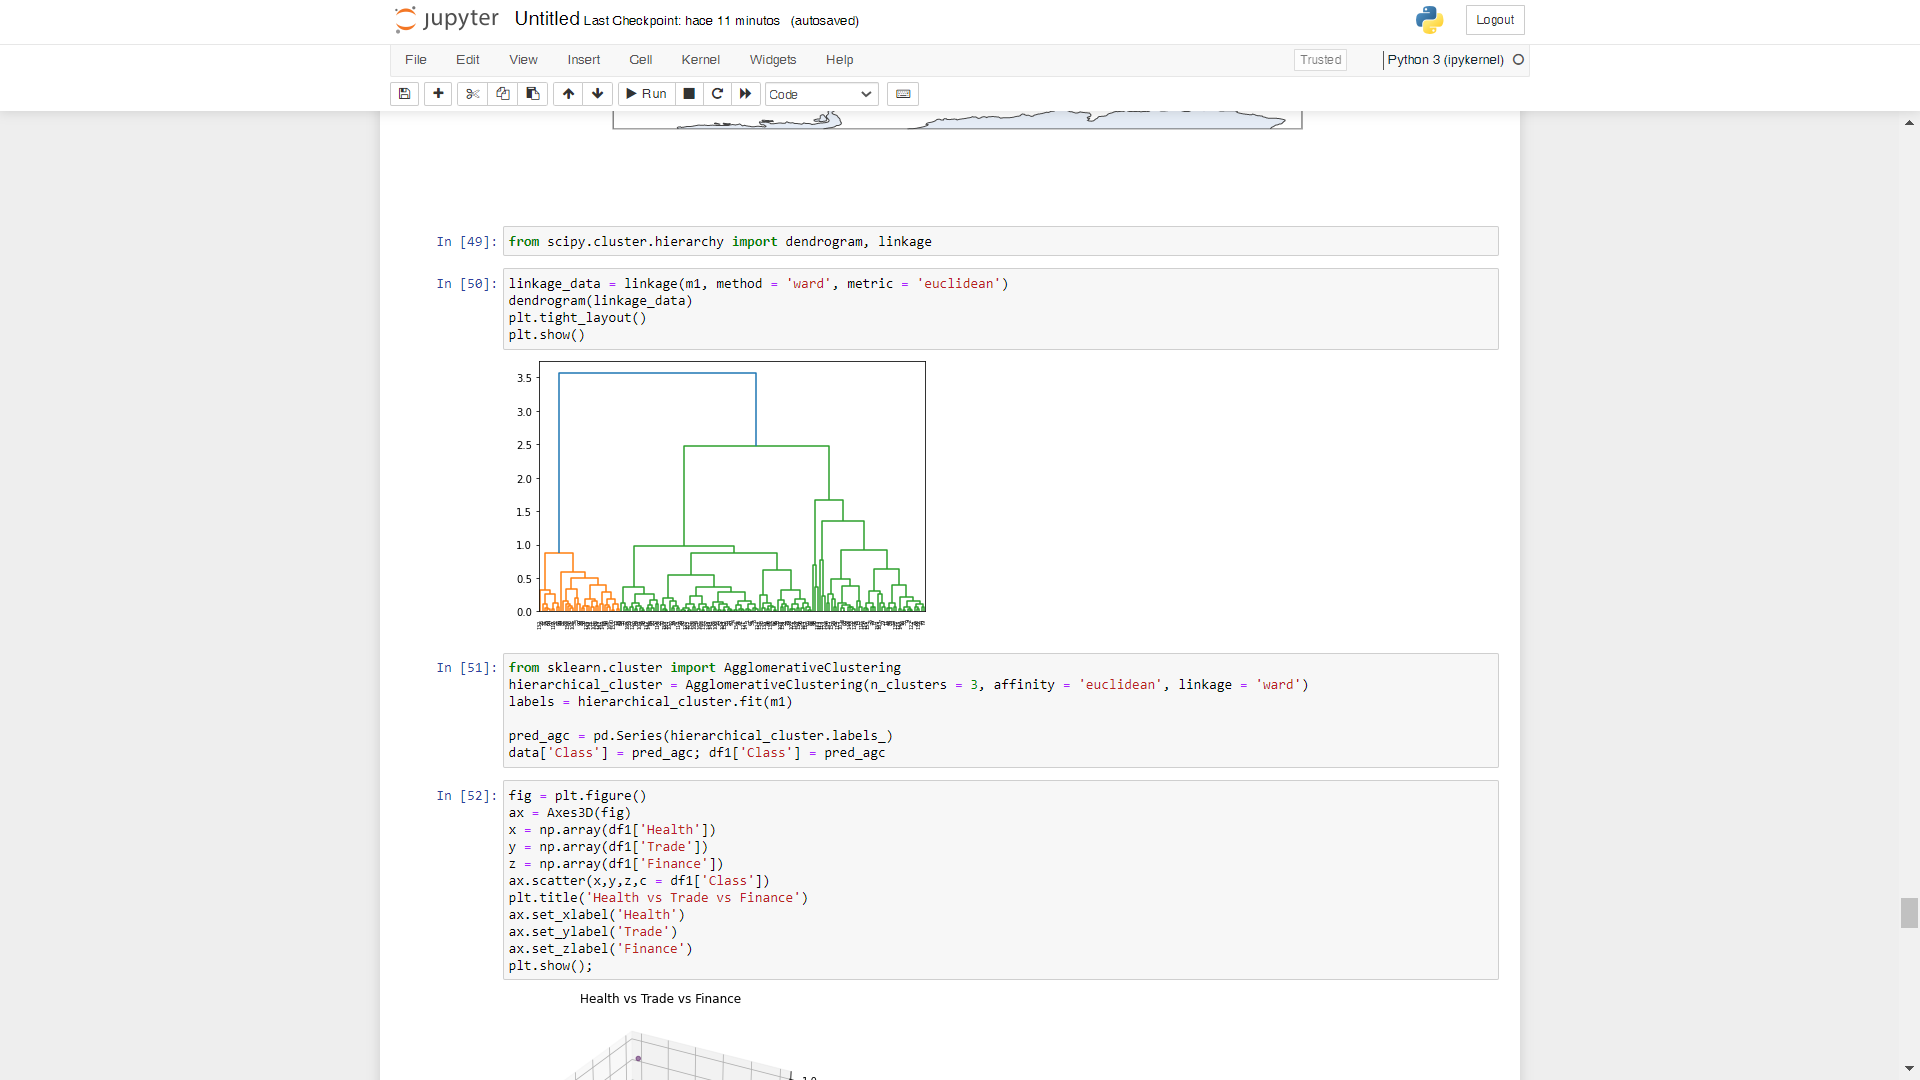 jupyter Untitled Last Checkpoint: hace 11 minutos (autosaved)
Logout
File Edit View Insert Cell Kernel Widgets Help
Trusted
Python 3 (ipykernel)
Run
Code
In [49]: from scipy.cluster.hierarchy import dendrogram, linkage
In [50]: linkage_data = linkage(m1, method = 'ward', metric = 'euclidean')
dendrogram(linkage_data)
plt.tight_layout()
plt.show()
3.5
3.0
2.5
2.0
1.5
1.0
0.5
0.0
In [51]: from sklearn.cluster import AgglomerativeClustering
hierarchical_cluster = AgglomerativeClustering(n_clusters = 3, affinity = 'euclidean', linkage = 'ward')
labels = hierarchical_cluster.fit(m1)
pred_agc = pd.Series(hierarchical_cluster.labels_)
data['Class'] = pred_agc; df1['Class'] = pred_agc
In [52]: fig = plt.figure()
ax = Axes3D(fig)
x = np.array(df1['Health'])
y = np.array(df1['Trade'])
z = np.array(df1['Finance'])
ax.scatter(x,y,z,c = df1['Class'])
plt.title('Health vs Trade vs Finance')
ax.set_xlabel('Health')
ax.set_ylabel('Trade')
ax.set_zlabel('Finance')
plt.show();
Health vs Trade vs Finance